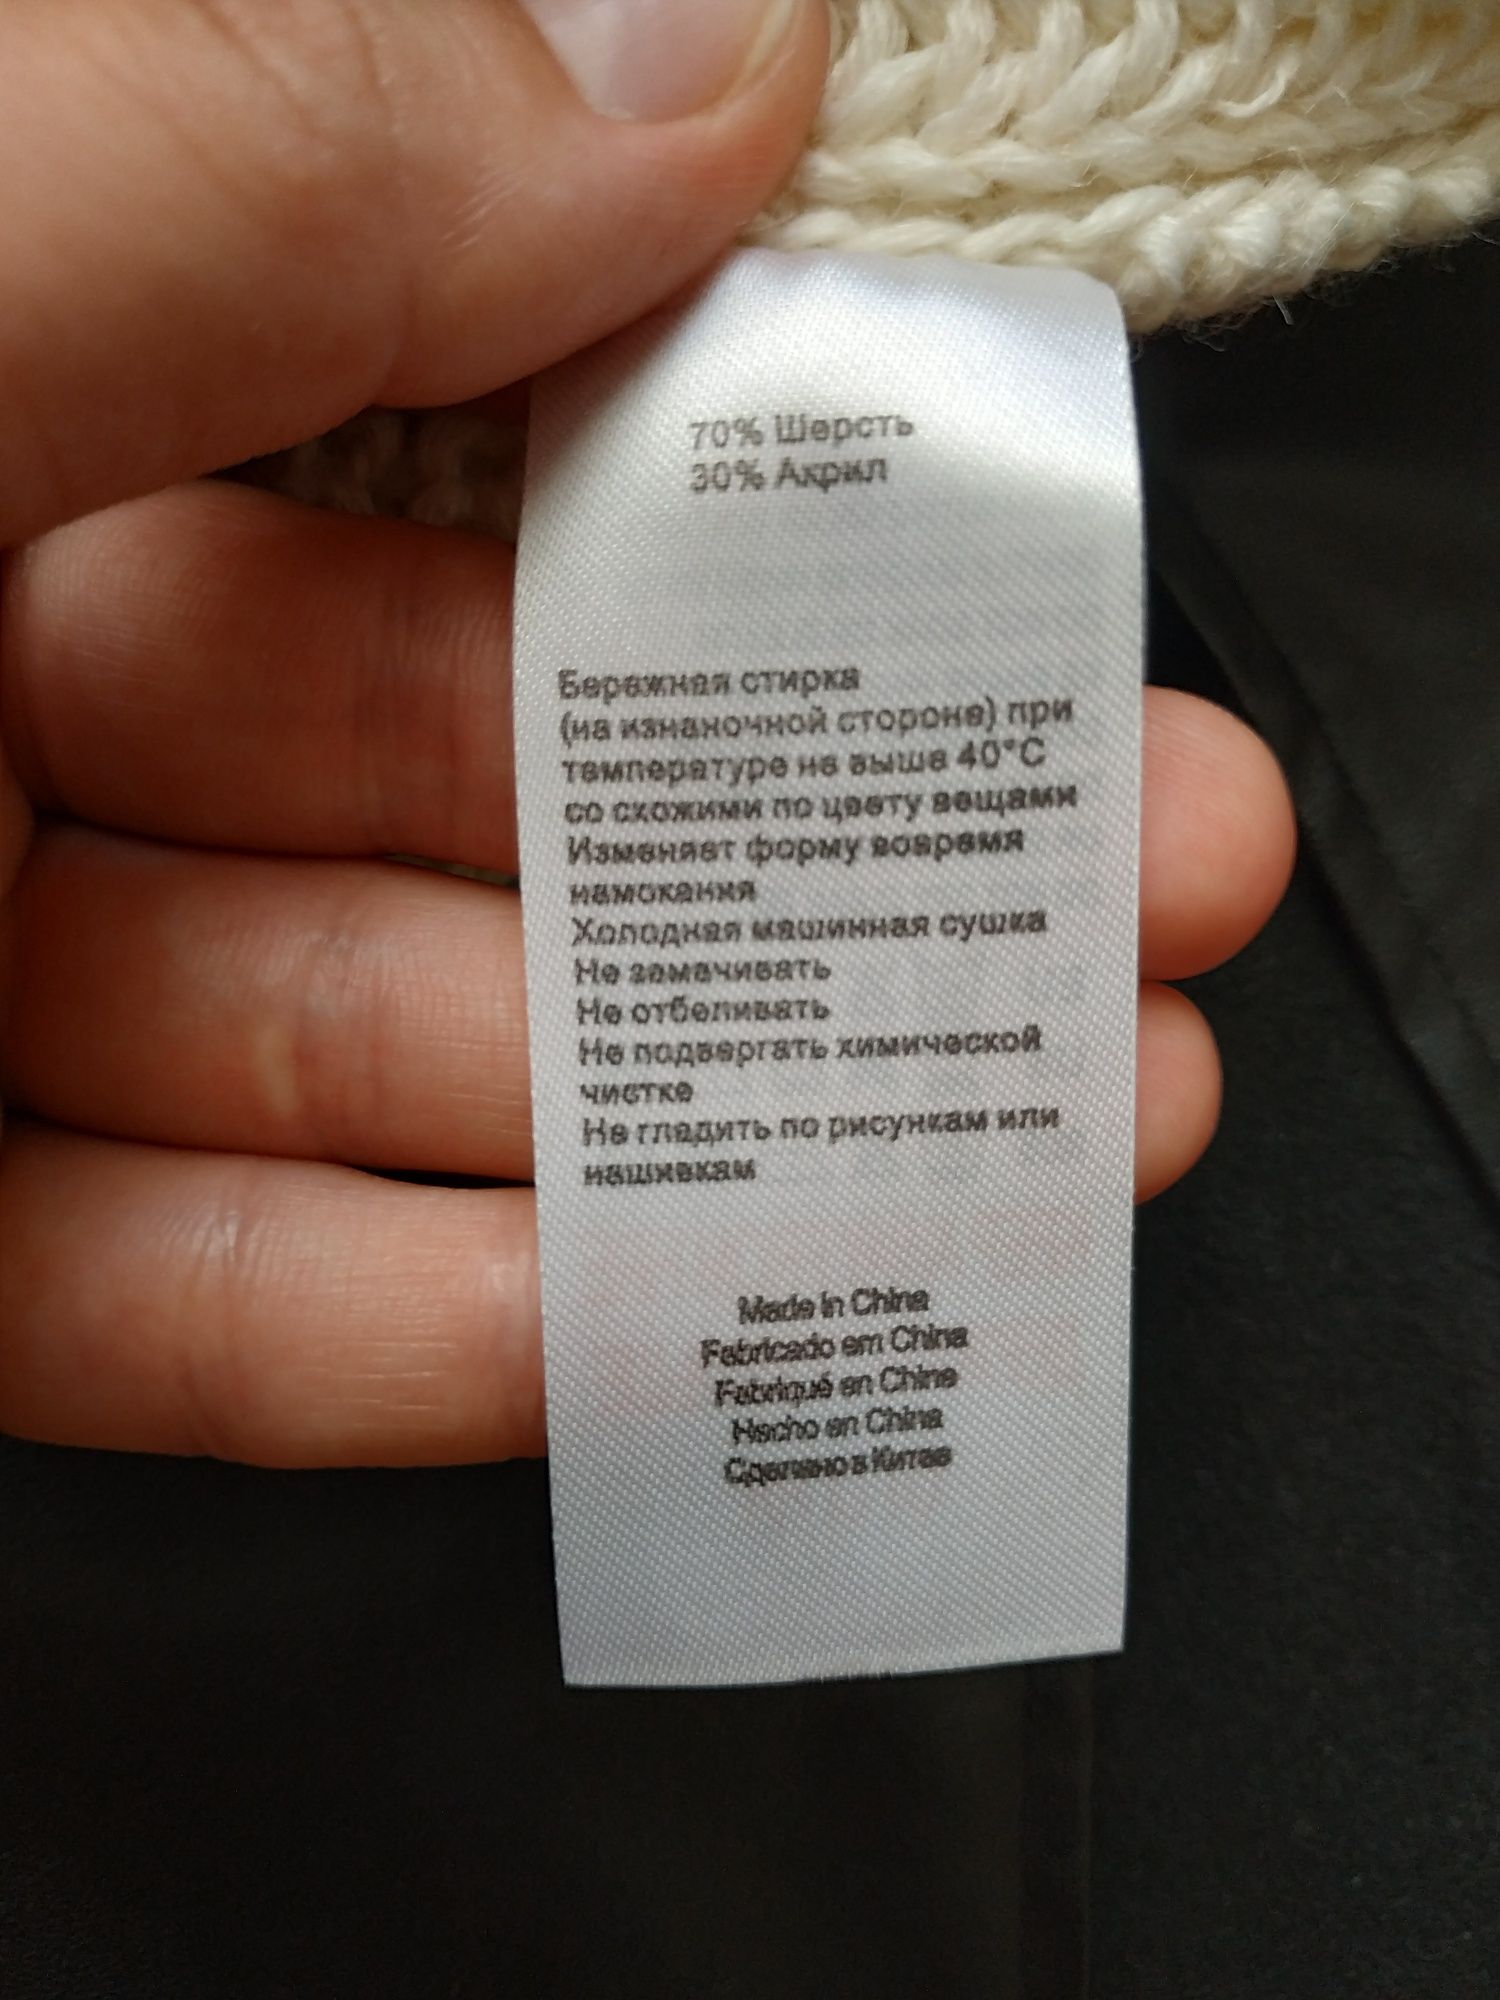 70% Шерсть
30% Акрил
Бережная стирка
(на изнаночной стороне) при
температуре не выше 40°C
со схожими по цвету вещами
Изменяет форму вовремя
намокания
Холодная машинная сушка
Не замачивать
Не отбеливать
Не подвергать химической
чистке
Не гладить по рисункам или
нашивкам
Made in China
Fabricado em China
Fabriqué en Chine
Hecho en China
Сделано в Китае